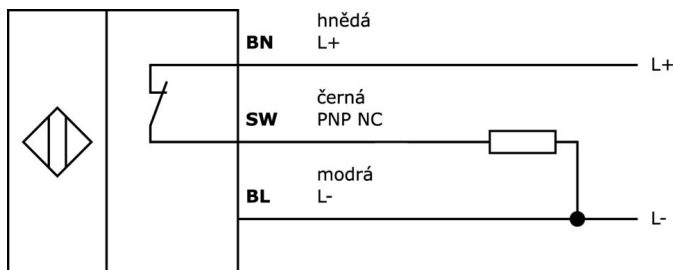 hnědá
BN L+
L+
černá
SW PNP NC
modrá
BL L-
L-